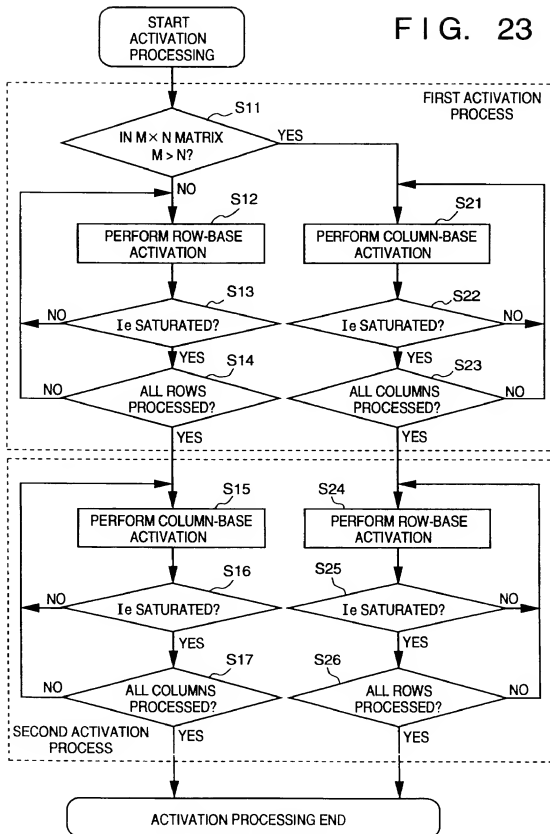 START
ACTIVATION
PROCESSING
FIG. 23
FIRST ACTIVATION
PROCESS
S11
IN M × N MATRIX
M > N?
YES
NO
S12
PERFORM ROW-BASE
ACTIVATION
S21
PERFORM COLUMN-BASE
ACTIVATION
S13
Ie SATURATED?
NO
YES
S22
Ie SATURATED?
NO
YES
S14
ALL ROWS
PROCESSED?
NO
YES
S23
ALL COLUMNS
PROCESSED?
NO
YES
S15
PERFORM COLUMN-BASE
ACTIVATION
S24
PERFORM ROW-BASE
ACTIVATION
S16
Ie SATURATED?
NO
YES
S25
Ie SATURATED?
NO
YES
S17
ALL COLUMNS
PROCESSED?
NO
YES
S26
ALL ROWS
PROCESSED?
NO
YES
SECOND ACTIVATION
PROCESS
ACTIVATION PROCESSING END